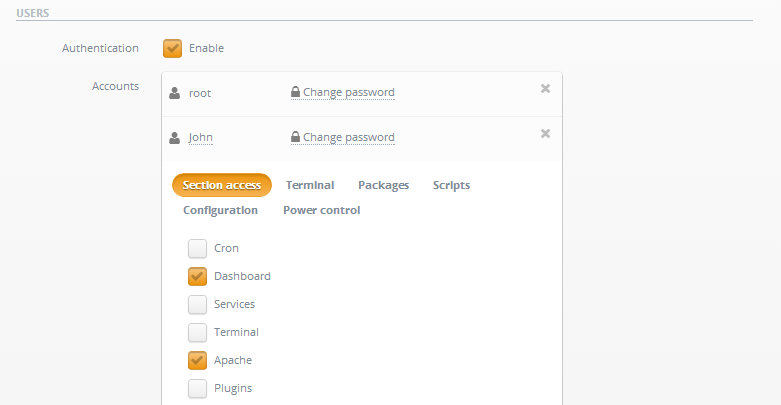 USERS
Authentication Enable
Accounts
root Change password
John Change password
Section access Terminal Packages Scripts
Configuration Power control
Cron
Dashboard
Services
Terminal
Apache
Plugins